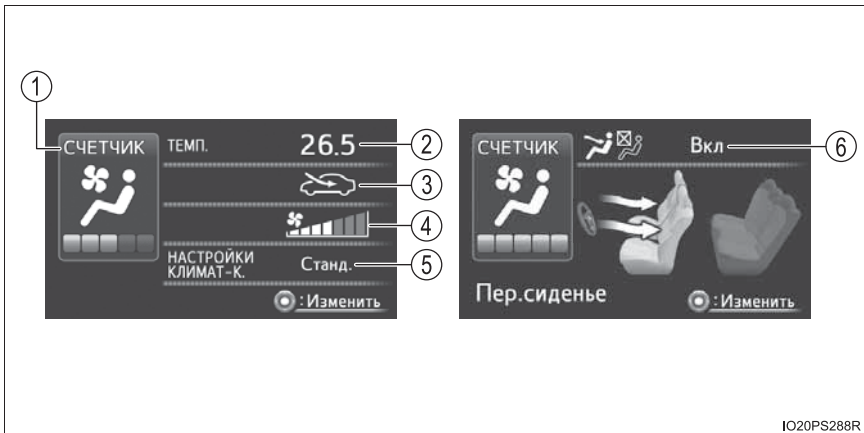 1
СЧЕТЧИК
ТЕМП.
26.5
2
3
4
НАСТРОЙКИ
КЛИМАТ-К.
Станд.
5
:Изменить
СЧЕТЧИК
Вкл
6
Пер.сиденье
:Изменить
IO20PS288R